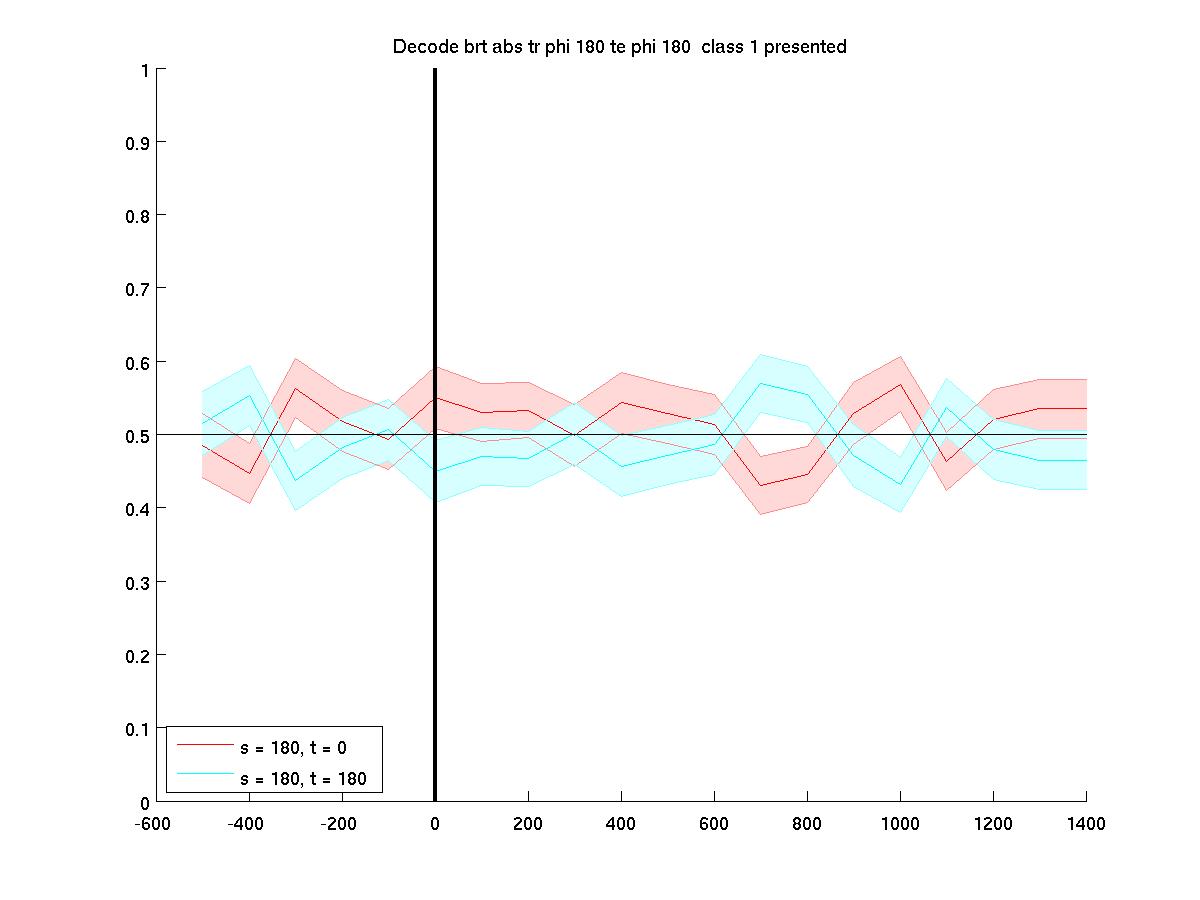 Decode brt abs tr phi 180 te phi 180  class 1 presented
1
0.9
0.8
0.7
0.6
0.5
0.4
0.3
0.2
0.1
0
s = 180, t = 0
s = 180, t = 180
-600 -400 -200 0 200 400 600 800 1000 1200 1400